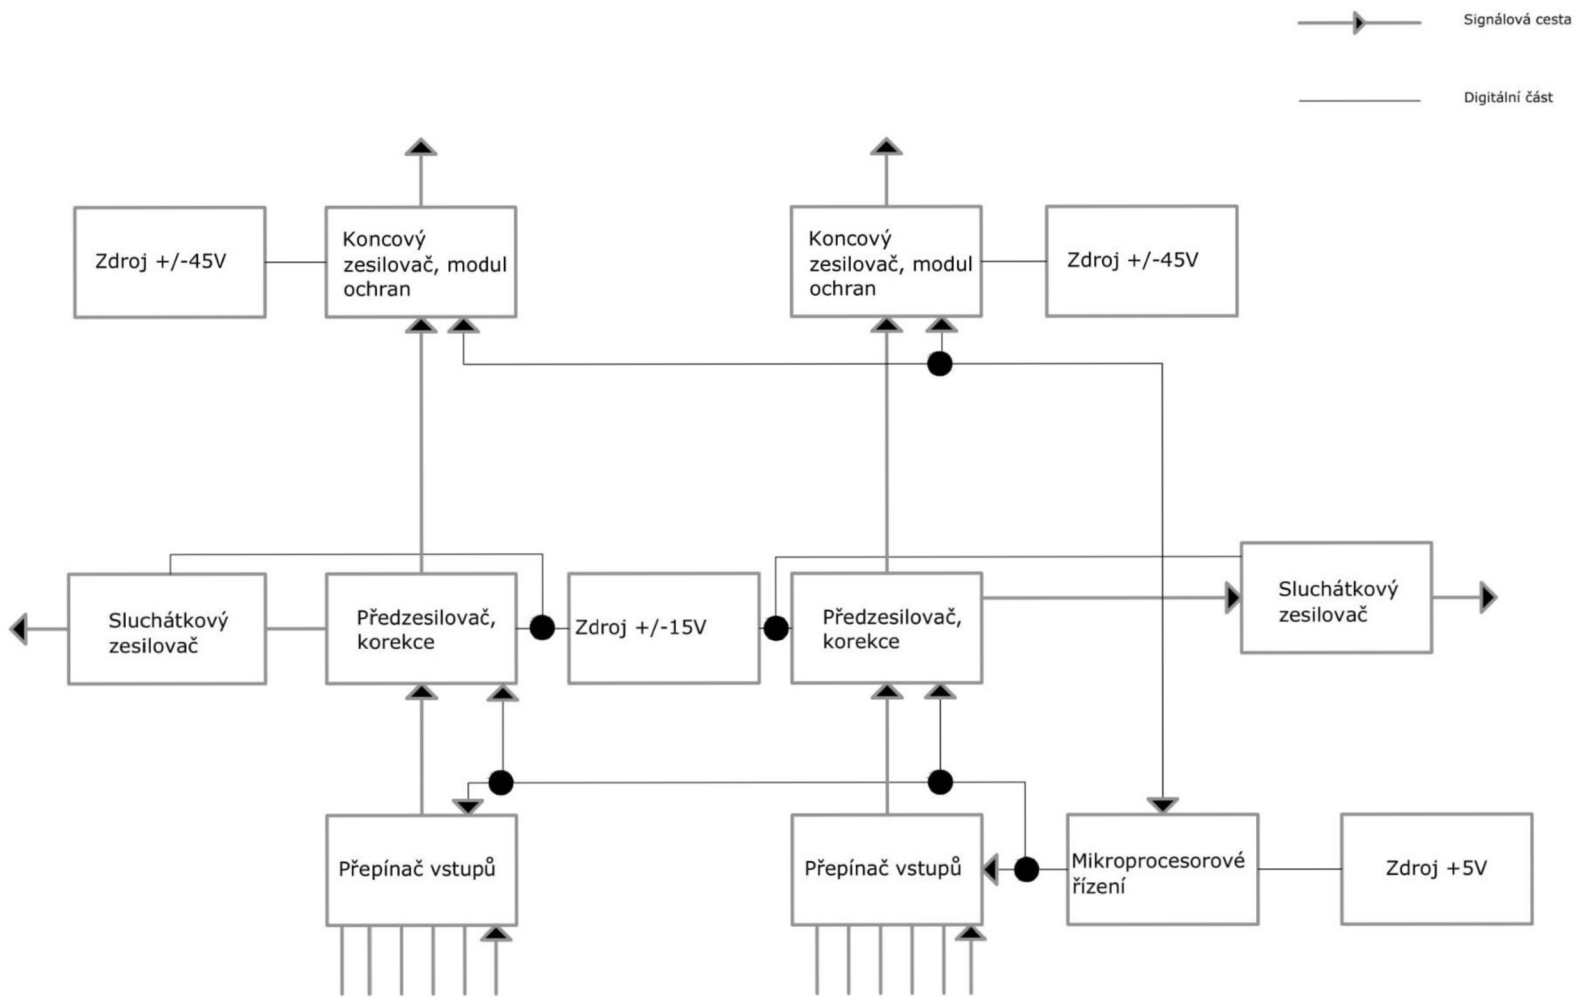 Signálová cesta
Digitální část
Zdroj +/-45V
Koncový
zesilovač, modul
ochran
Koncový
zesilovač, modul
ochran
Zdroj +/-45V
Sluchátkový
zesilovač
Předzesilovač,
korekce
Zdroj +/-15V
Předzesilovač,
korekce
Sluchátkový
zesilovač
Přepínač vstupů
Přepínač vstupů
Mikroprocesorové
řízení
Zdroj +5V